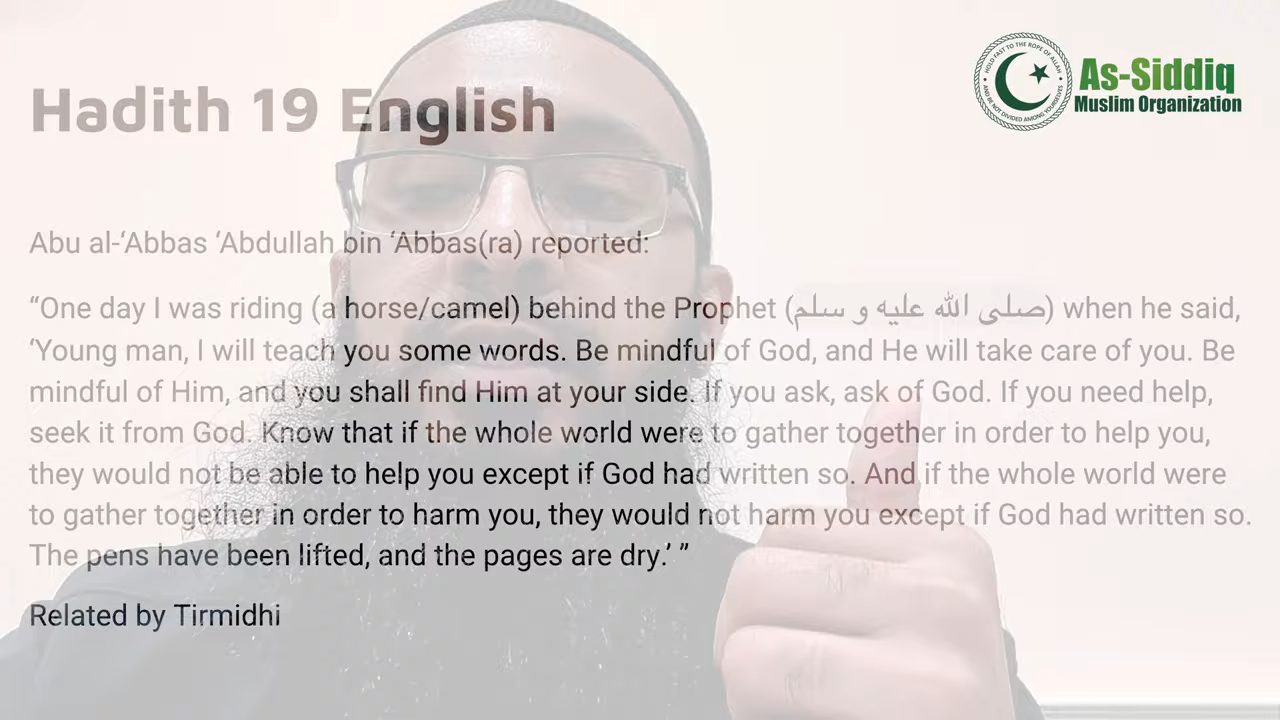 Hadith 19 English
HOLD FAST TO THE ROPE OF ALLAH
AND BE NOT DIVIDED AMONG YOURSELVES
As-Siddiq
Muslim Organization
Abu al-‘Abbas ‘Abdullah bin ‘Abbas(ra) reported:
“One day I was riding (a horse/camel) behind the Prophet (صلى الله عليه و سلم) when he said,
‘Young man, I will teach you some words. Be mindful of God, and He will take care of you. Be
mindful of Him, and you shall find Him at your side. If you ask, ask of God. If you need help,
seek it from God. Know that if the whole world were to gather together in order to help you,
they would not be able to help you except if God had written so. And if the whole world were
to gather together in order to harm you, they would not harm you except if God had written so.
The pens have been lifted, and the pages are dry.’ ”
Related by Tirmidhi